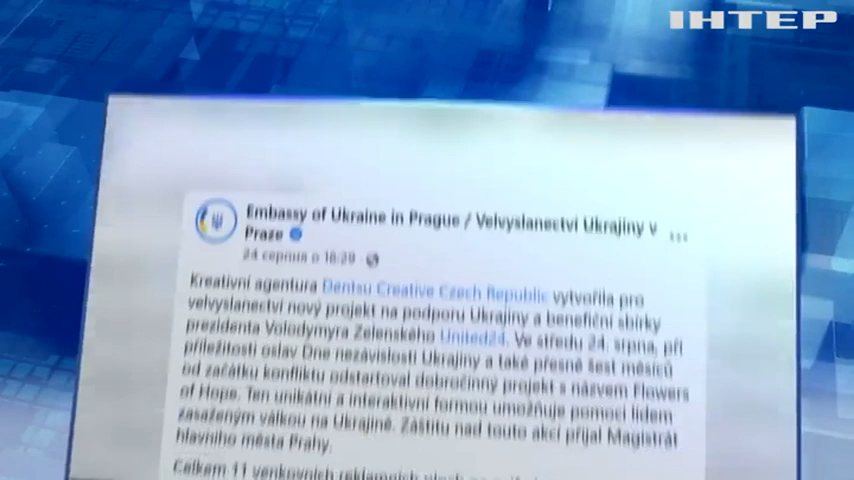 ІНТЕР
Embassy of Ukraine in Prague / Velvyslanectví Ukrajiny v
Praze
24 серпня о 16:29
Kreativní agentura Dentsu Creative Czech Republic vytvořila pro
velvyslanectví nový projekt na podporu Ukrajiny a benefiční sbírky
prezidenta Volodymyra Zelenského United24. Ve středu 24. srpna, při
příležitosti oslav Dne nezávislosti Ukrajiny a také přesně šest měsíců
od začátku konfliktu odstartoval dobročinný projekt s názvem Flowers
of Hope. Ten unikátní a interaktivní formou umožňuje pomoci lidem
zasaženým válkou na Ukrajině. Záštitu nad touto akcí přijal Magistrát
hlavního města Prahy.
Celkem 11 venkovních reklamních ploch